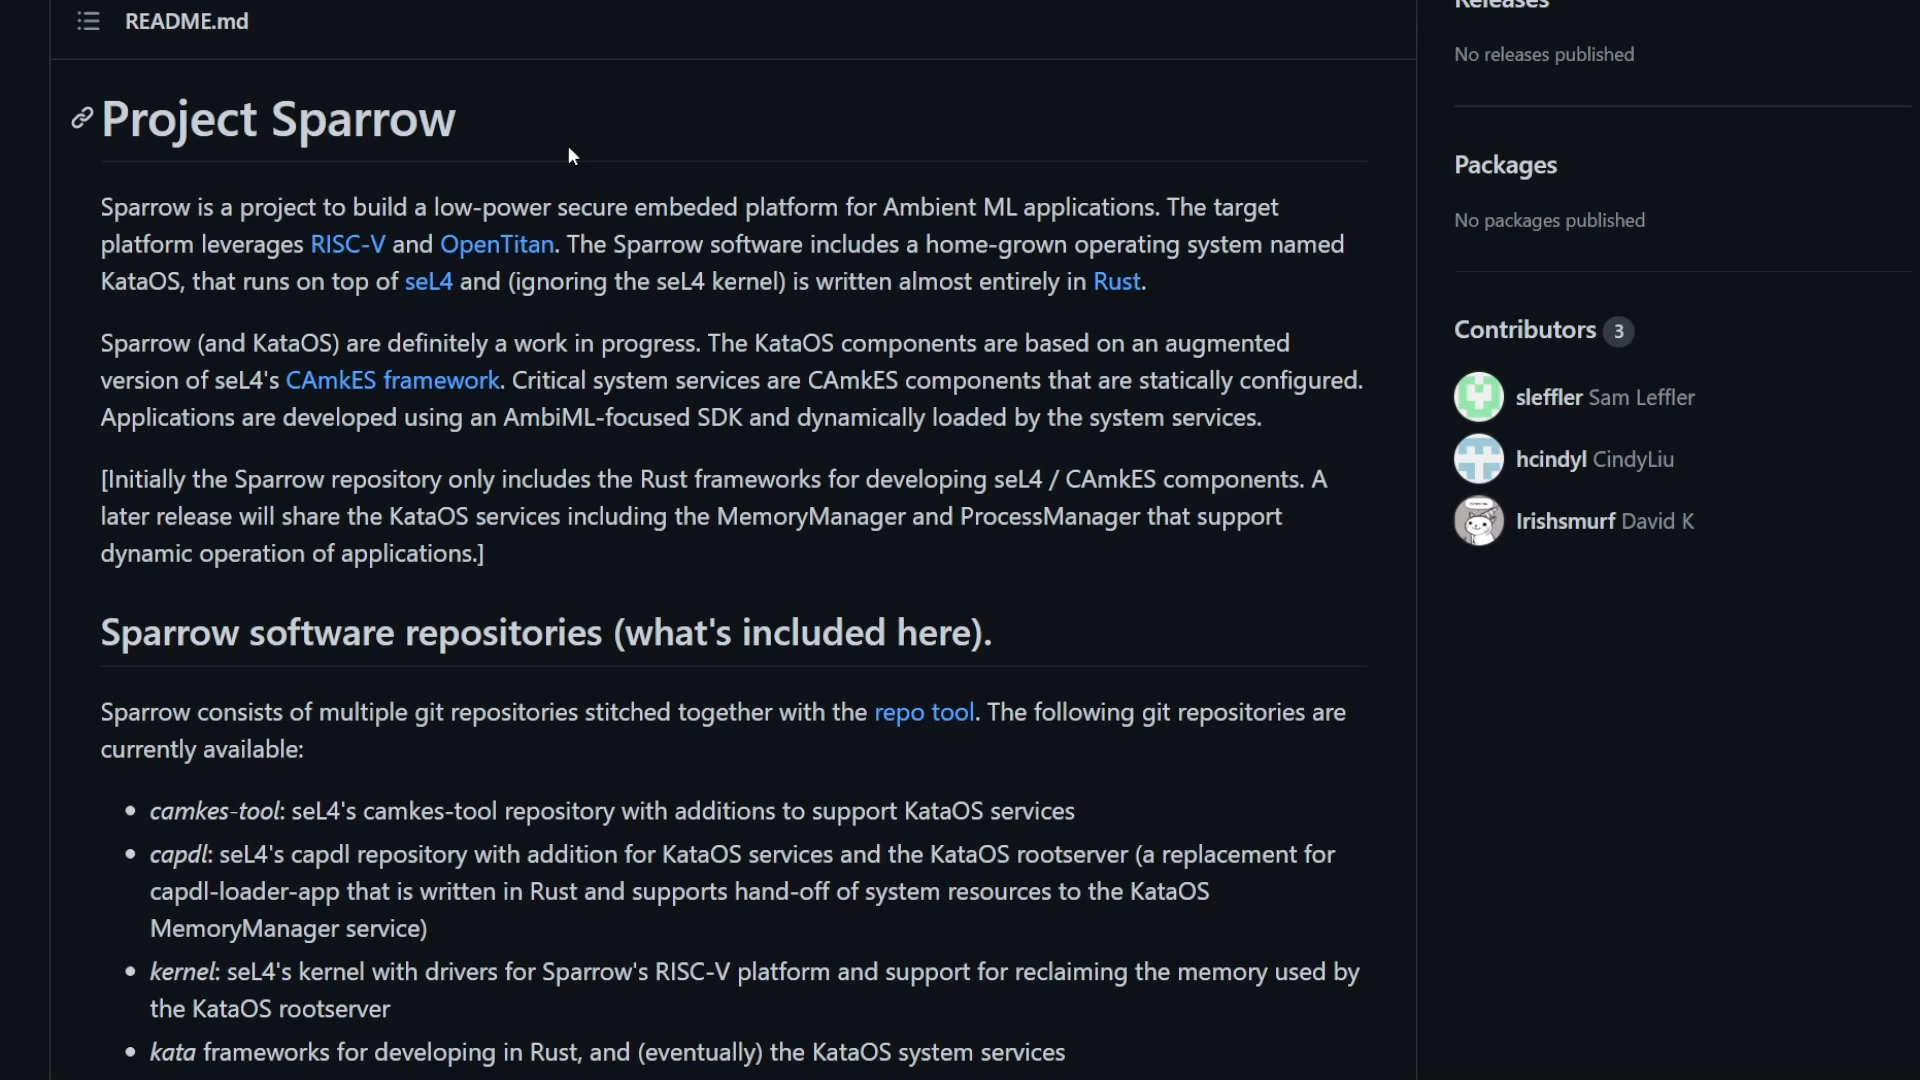 README.md
Project Sparrow
Sparrow is a project to build a low-power secure embeded platform for Ambient ML applications. The target
platform leverages RISC-V and OpenTitan. The Sparrow software includes a home-grown operating system named
KataOS, that runs on top of seL4 and (ignoring the seL4 kernel) is written almost entirely in Rust.
Sparrow (and KataOS) are definitely a work in progress. The KataOS components are based on an augmented
version of seL4's CAmkES framework. Critical system services are CAmkES components that are statically configured.
Applications are developed using an AmbiML-focused SDK and dynamically loaded by the system services.
[Initially the Sparrow repository only includes the Rust frameworks for developing seL4 / CAmkES components. A
later release will share the KataOS services including the MemoryManager and ProcessManager that support
dynamic operation of applications.]
Sparrow software repositories (what's included here).
Sparrow consists of multiple git repositories stitched together with the repo tool. The following git repositories are
currently available:
• camkes-tool: seL4's camkes-tool repository with additions to support KataOS services
• capdl: seL4's capdl repository with addition for KataOS services and the KataOS rootserver (a replacement for
capdl-loader-app that is written in Rust and supports hand-off of system resources to the KataOS
MemoryManager service)
• kernel: seL4's kernel with drivers for Sparrow's RISC-V platform and support for reclaiming the memory used by
the KataOS rootserver
• kata frameworks for developing in Rust, and (eventually) the KataOS system services
Releases
No releases published
Packages
No packages published
Contributors 3
sleffler Sam Leffler
hcindyl CindyLiu
Irishsmurf David K